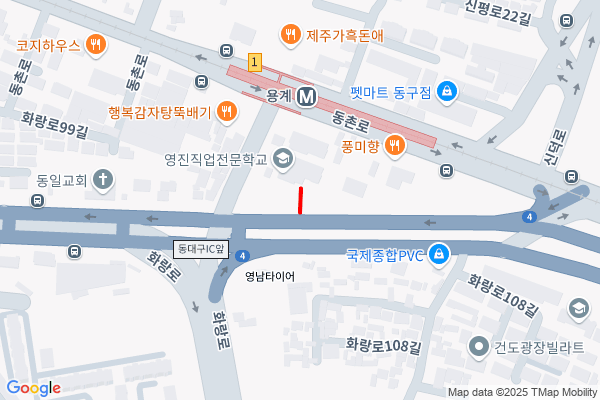 신평로22길
코지하우스
제주가흑돈애
1
동촌로
용계
M
펫마트 동구점
행복감자탕뚝배기
동촌로
화랑로99길
풍미향
신덕로
영진직업전문학교
동일교회
4
동대구IC앞
4
국제종합PVC
화랑로
영남타이어
화랑로108길
화랑로
화랑로108길
건도광장빌라트
Google
Map data ©2025 TMap Mobility